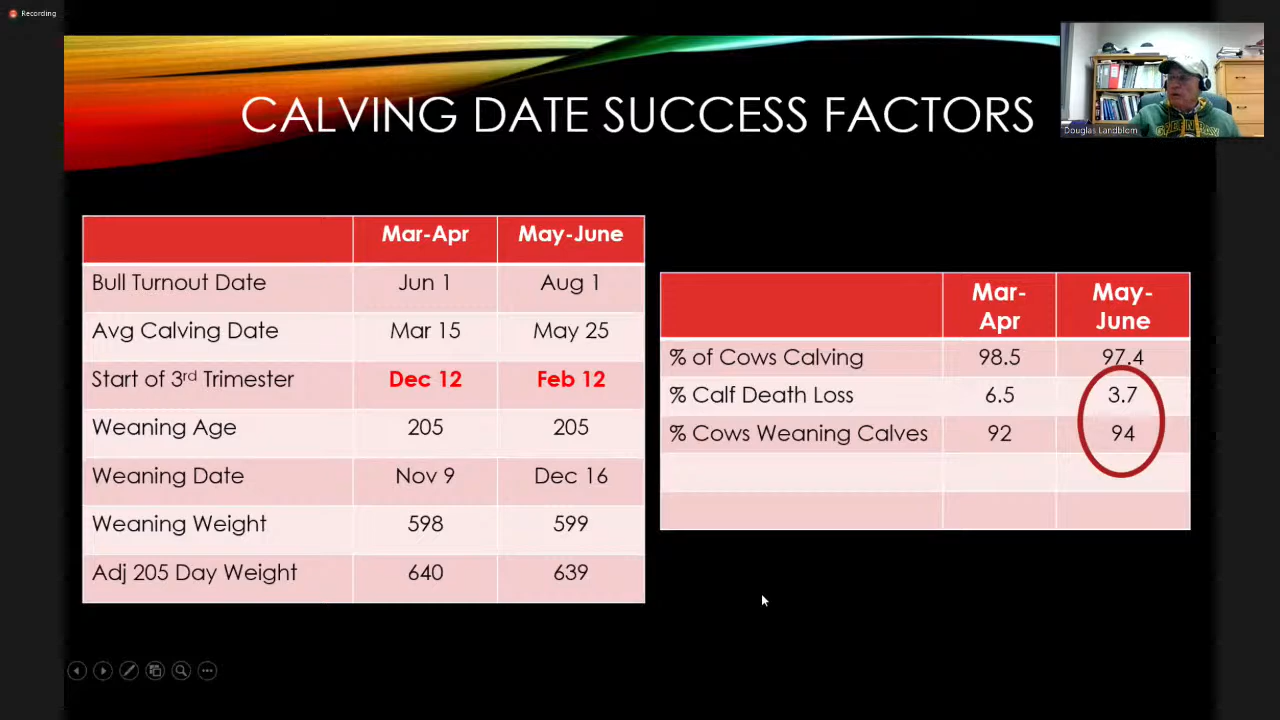 Recording
CALVING DATE SUCCESS FACTORS
Douglas Landblom
GREEN BAY
Mar-Apr May-June
Bull Turnout Date Jun 1 Aug 1
Avg Calving Date Mar 15 May 25
Start of 3rd Trimester Dec 12 Feb 12
Weaning Age 205 205
Weaning Date Nov 9 Dec 16
Weaning Weight 598 599
Adj 205 Day Weight 640 639
Mar- May-
Apr June
% of Cows Calving 98.5 97.4
% Calf Death Loss 6.5 3.7
% Cows Weaning Calves 92 94